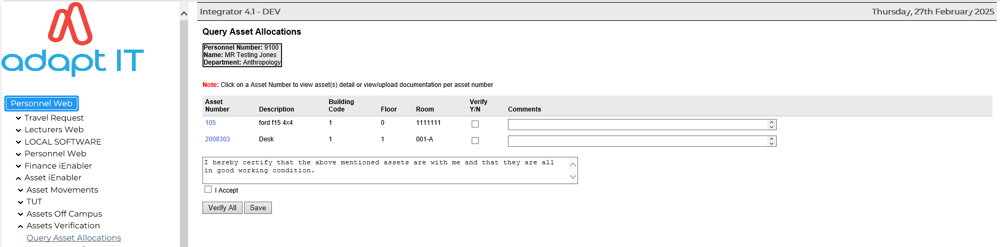 adapt IT
Personnel Web
Travel Request
Lecturers Web
LOCAL SOFTWARE
Personnel Web
Finance iEnabler
Asset iEnabler
Asset Movements
TUT
Assets Off Campus
Assets Verification
Query Asset Allocations
Integrator 4.1 - DEV Thursday, 27th February 2025
Query Asset Allocations
Personnel Number: 9100
Name: MR Testing Jones
Department: Anthropology
Note: Click on a Asset Number to view asset(s) detail or view/upload documentation per asset number
Asset Number Description Building Code Floor Room Verify Y/N Comments
105 ford f15 4x4 1 0 1111111
2008303 Desk 1 1 001-A
I hereby certify that the above mentioned assets are with me and that they are all
in good working condition.
I Accept
Verify All Save